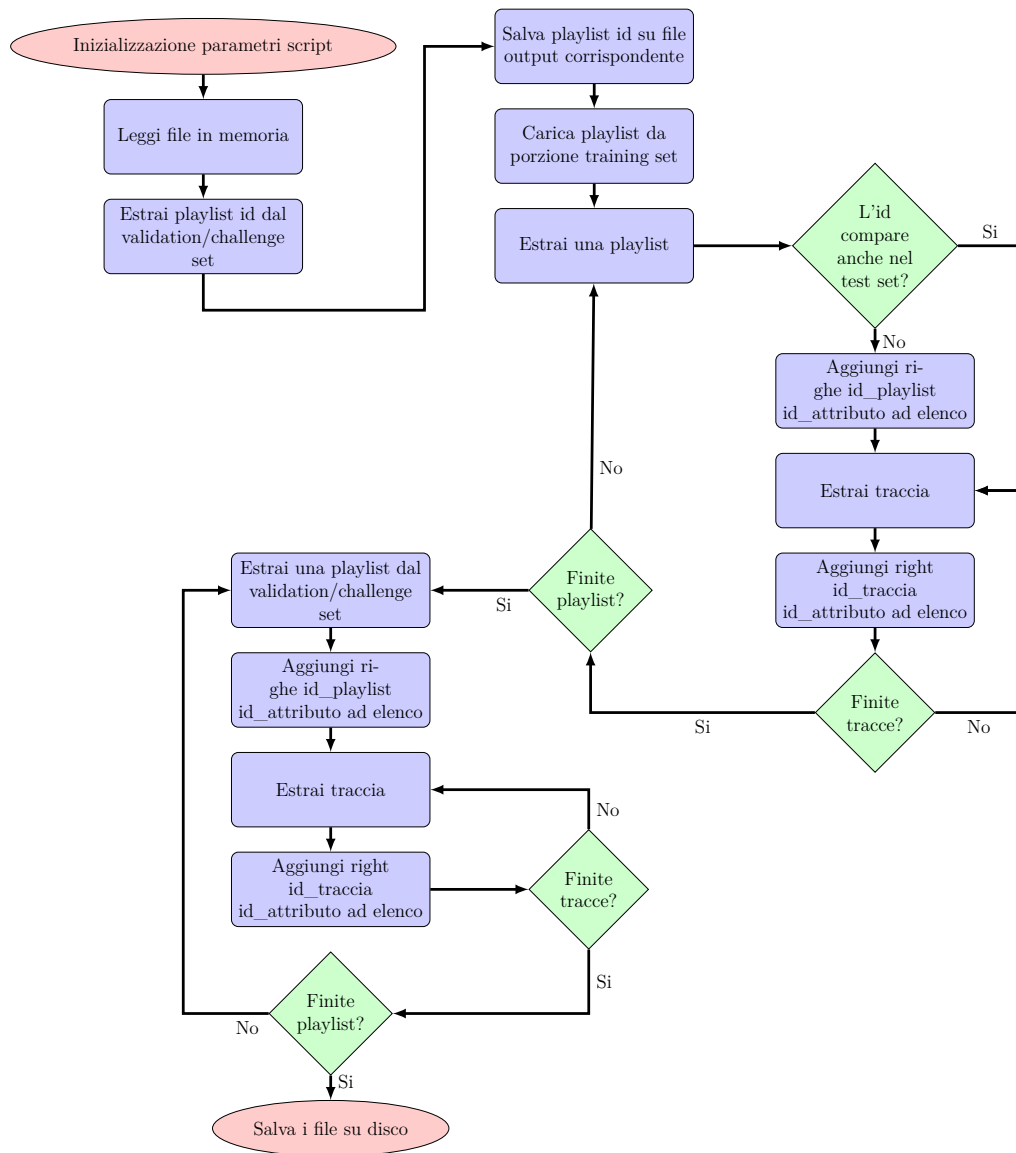 Inizializzazione parametri script
Leggi file in memoria
Estrai playlist id dal
validation/challenge
set
Salva playlist id su file
output corrispondente
Carica playlist da
porzione training set
Estrai una playlist
L'id
compare
anche nel
test set?
Si
No
Aggiungi ri-
ghe id_playlist
id_attributo ad elenco
Estrai traccia
Aggiungi right
id_traccia
id_attributo ad elenco
Finite
tracce?
No
Si
Finite
playlist?
No
Si
Estrai una playlist dal
validation/challenge
set
Aggiungi ri-
ghe id_playlist
id_attributo ad elenco
Estrai traccia
Aggiungi right
id_traccia
id_attributo ad elenco
Finite
tracce?
No
Si
Finite
playlist?
No
Si
Salva i file su disco